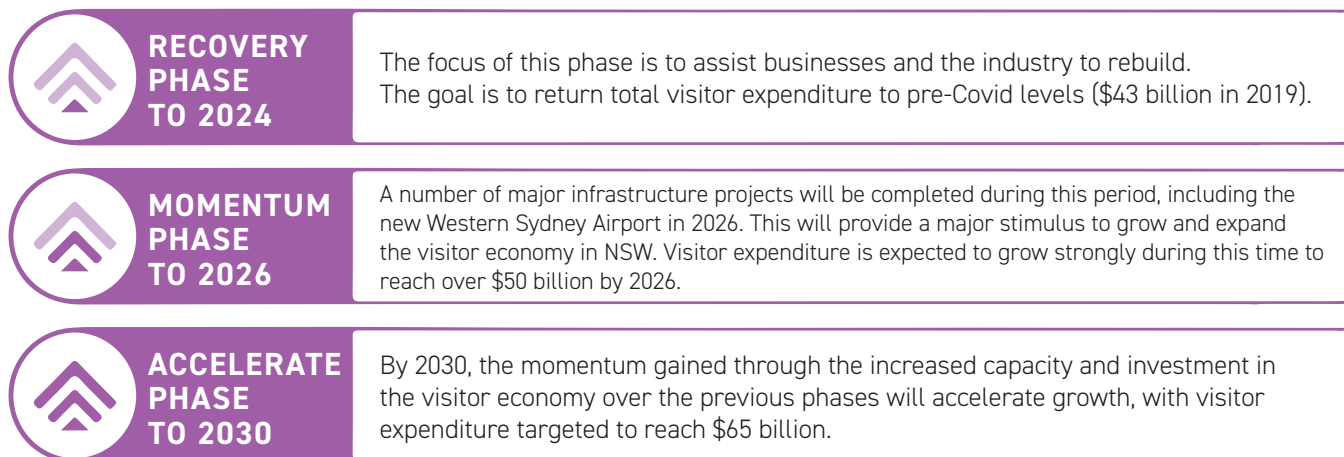 RECOVERY
PHASE
TO 2024
The focus of this phase is to assist businesses and the industry to rebuild.
The goal is to return total visitor expenditure to pre-Covid levels ($43 billion in 2019).
MOMENTUM
PHASE
TO 2026
A number of major infrastructure projects will be completed during this period, including the
new Western Sydney Airport in 2026. This will provide a major stimulus to grow and expand
the visitor economy in NSW. Visitor expenditure is expected to grow strongly during this time to
reach over $50 billion by 2026.
ACCELERATE
PHASE
TO 2030
By 2030, the momentum gained through the increased capacity and investment in
the visitor economy over the previous phases will accelerate growth, with visitor
expenditure targeted to reach $65 billion.